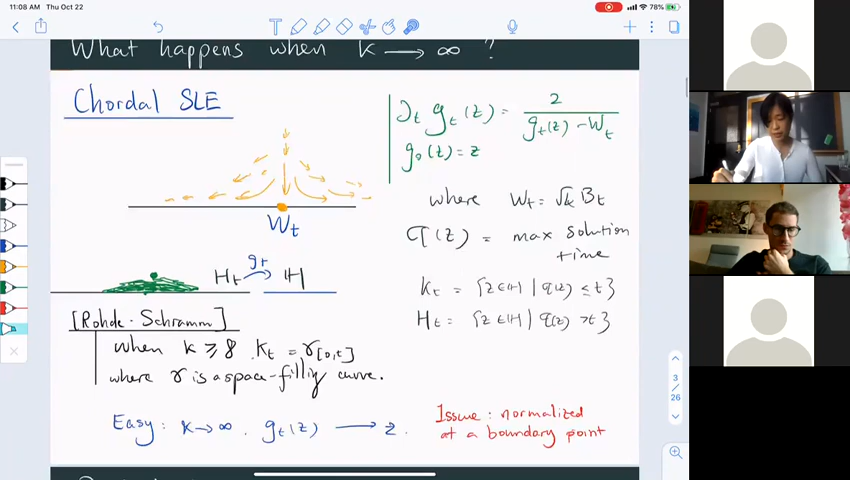 11:08 AM Thu Oct 22
78%
What happens when κ → ∞ ?
Chordal SLE
∂t gt(z) = 2 / (gt(z) - Wt)
g0(z) = z
Wt
where Wt = √κ Bt
τ(z) = max solution
time
gt
Ht → ℍ
Kt = {z∈ℍ | τ(z) ≤ t}
Ht = {z∈ℍ | τ(z) > t}
[Rohde-Schramm]
when κ ≥ 8 Kt = γ[0,t]
where γ is a space-filliy curve.
Easy: κ → ∞ . gt(z) → z.
Issue: normalized
at a boundary point
3
/
26